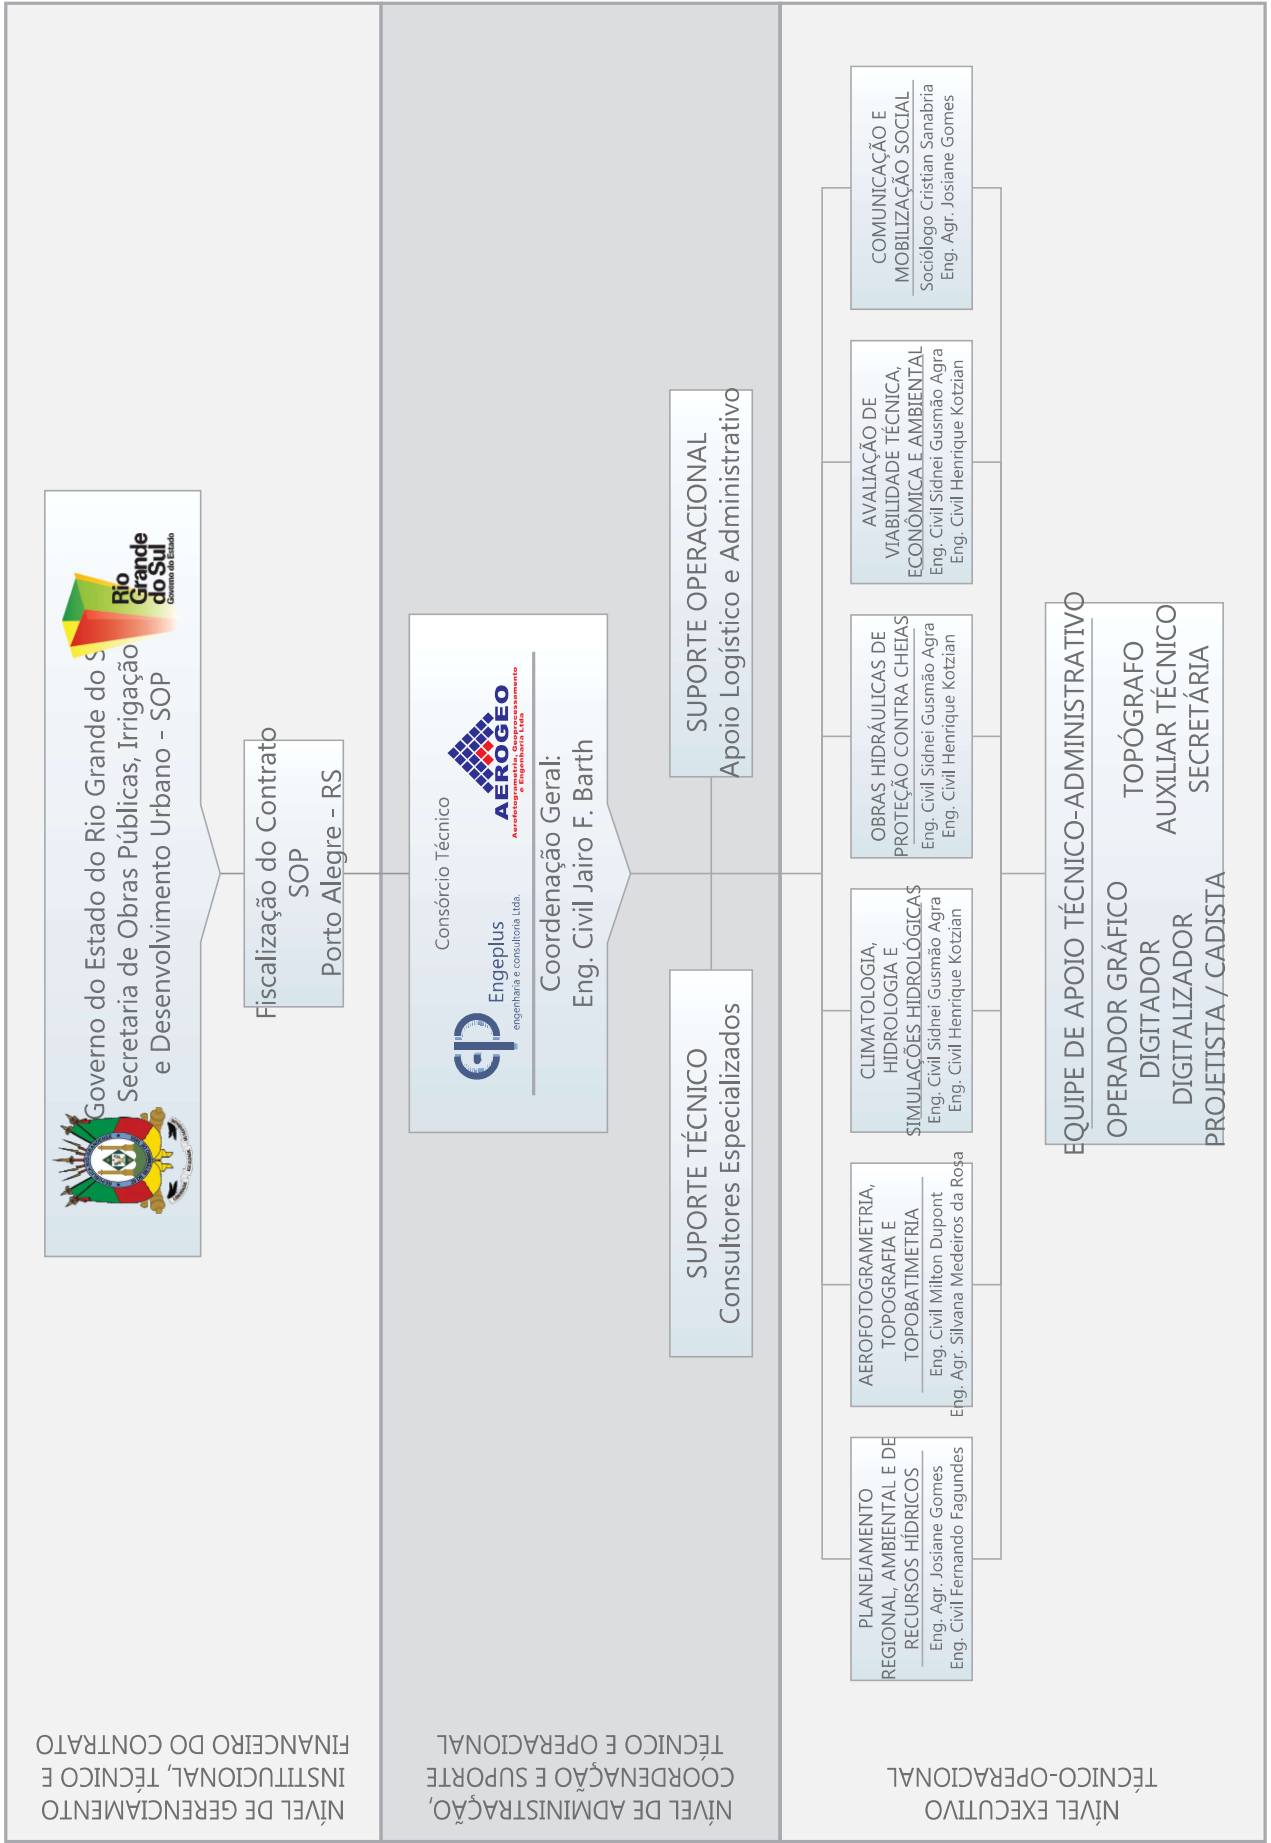 NÍVEL DE GERENCIAMENTO
INSTITUCIONAL, TÉCNICO E
FINANCEIRO DO CONTRATO
Governo do Estado do Rio Grande do S
Secretaria de Obras Públicas, Irrigação
e Desenvolvimento Urbano - SOP
Rio
Grande
do Sul
Governo do Estado
Fiscalização do Contrato
SOP
Porto Alegre - RS
NÍVEL DE ADMINISTRAÇÃO,
COORDENAÇÃO E SUPORTE
TÉCNICO E OPERACIONAL
Consórcio Técnico
Engeplus
engenharia e consultoria Ltda.
AEROGEO
Aerofotogrametria, Geoprocessamento
e Engenharia Ltda
Coordenação Geral:
Eng. Civil Jairo F. Barth
SUPORTE TÉCNICO
Consultores Especializados
SUPORTE OPERACIONAL
Apoio Logístico e Administrativo
NÍVEL EXECUTIVO
TÉCNICO-OPERACIONAL
PLANEJAMENTO
REGIONAL, AMBIENTAL E DE
RECURSOS HÍDRICOS
Eng. Agr. Josiane Gomes
Eng. Civil Fernando Fagundes
AEROFOTOGRAMETRIA,
TOPOGRAFIA E
TOPOBATIMETRIA
Eng. Civil Milton Dupont
Eng. Agr. Silvana Medeiros da Rosa
CLIMATOLOGIA,
HIDROLOGIA E
SIMULAÇÕES HIDROLÓGICAS
Eng. Civil Sidnei Gusmão Agra
Eng. Civil Henrique Kotzian
OBRAS HIDRÁULICAS DE
PROTEÇÃO CONTRA CHEIAS
Eng. Civil Sidnei Gusmão Agra
Eng. Civil Henrique Kotzian
AVALIAÇÃO DE
VIABILIDADE TÉCNICA,
ECONÔMICA E AMBIENTAL
Eng. Civil Sidnei Gusmão Agra
Eng. Civil Henrique Kotzian
COMUNICAÇÃO E
MOBILIZAÇÃO SOCIAL
Sociólogo Cristian Sanabria
Eng. Agr. Josiane Gomes
EQUIPE DE APOIO TÉCNICO-ADMINISTRATIVO
OPERADOR GRÁFICO
DIGITADOR
DIGITALIZADOR
PROJETISTA / CADISTA
TOPÓGRAFO
AUXILIAR TÉCNICO
SECRETÁRIA